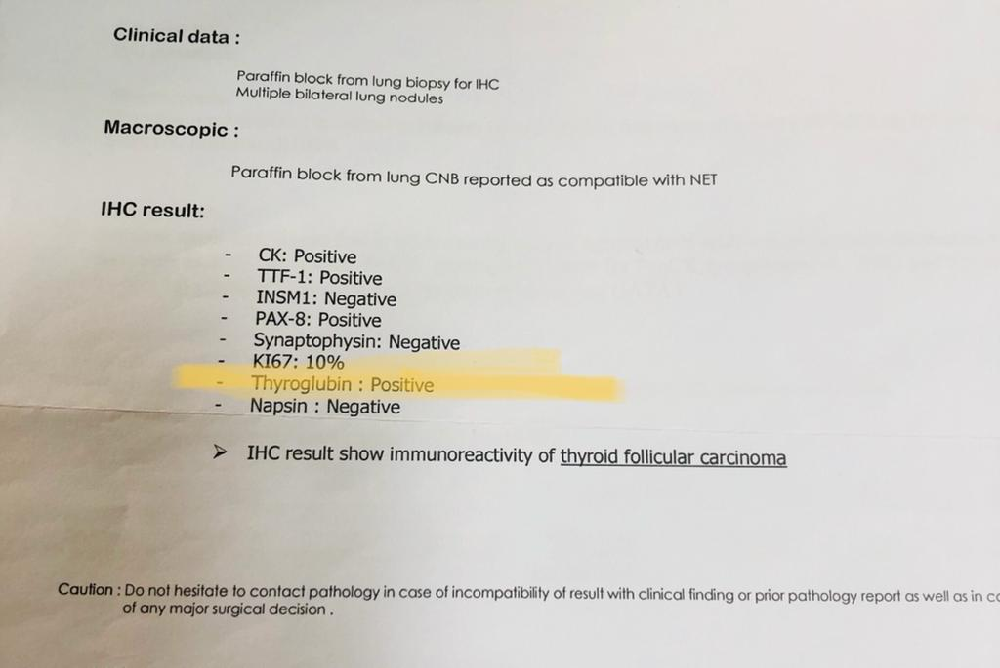 Clinical data :
Paraffin block from lung biopsy for IHC
Multiple bilateral lung nodules
Macroscopic :
Paraffin block from lung CNB reported as compatible with NET
IHC result:
- CK: Positive
- TTF-1: Positive
- INSM1: Negative
- PAX-8: Positive
- Synaptophysin: Negative
- KI67: 10%
- Thyroglubin : Positive
- Napsin : Negative
➢ IHC result show immunoreactivity of thyroid follicular carcinoma
Caution : Do not hesitate to contact pathology in case of incompatibility of result with clinical finding or prior pathology report as well as in
of any major surgical decision .